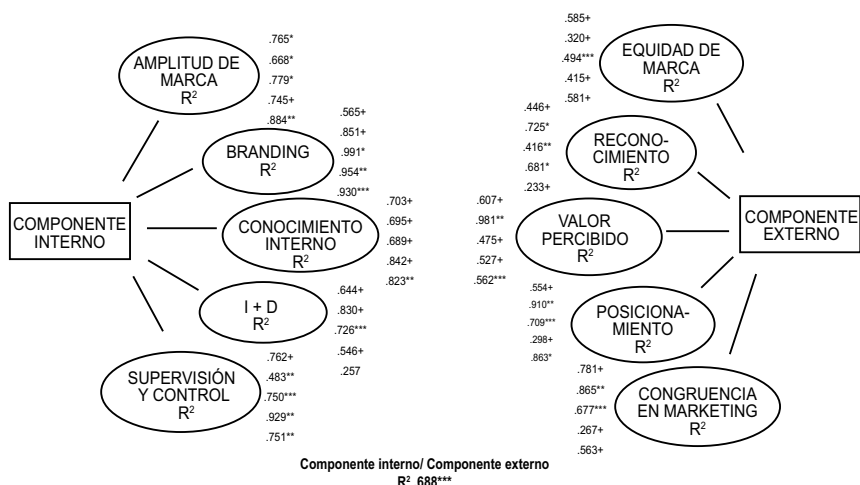 AMPLITUD DE
MARCA
R²
.765*
.668*
.779*
.745+
.884**
BRANDING
R²
.565+
.851+
.991*
.954**
.930***
COMPONENTE
INTERNO
CONOCIMIENTO
INTERNO
R²
.703+
.695+
.689+
.842+
.823**
I + D
R²
.644+
.830+
.726***
.546+
.257
SUPERVISIÓN
Y CONTROL
R²
.762+
.483**
.750***
.929**
.751**
.585+
.320+
.494***
.415+
.581+
EQUIDAD DE
MARCA
R²
.446+
.725*
.416**
.681*
.233+
RECONO-
CIMIENTO
R²
.607+
.981**
.475+
.527+
.562***
VALOR
PERCIBIDO
R²
COMPONENTE
EXTERNO
.554+
.910**
.709***
.298+
.863*
POSICIONA-
MIENTO
R²
.781+
.865**
.677***
.267+
.563+
CONGRUENCIA
EN MARKETING
R²
Componente interno/ Componente externo
R² .688***